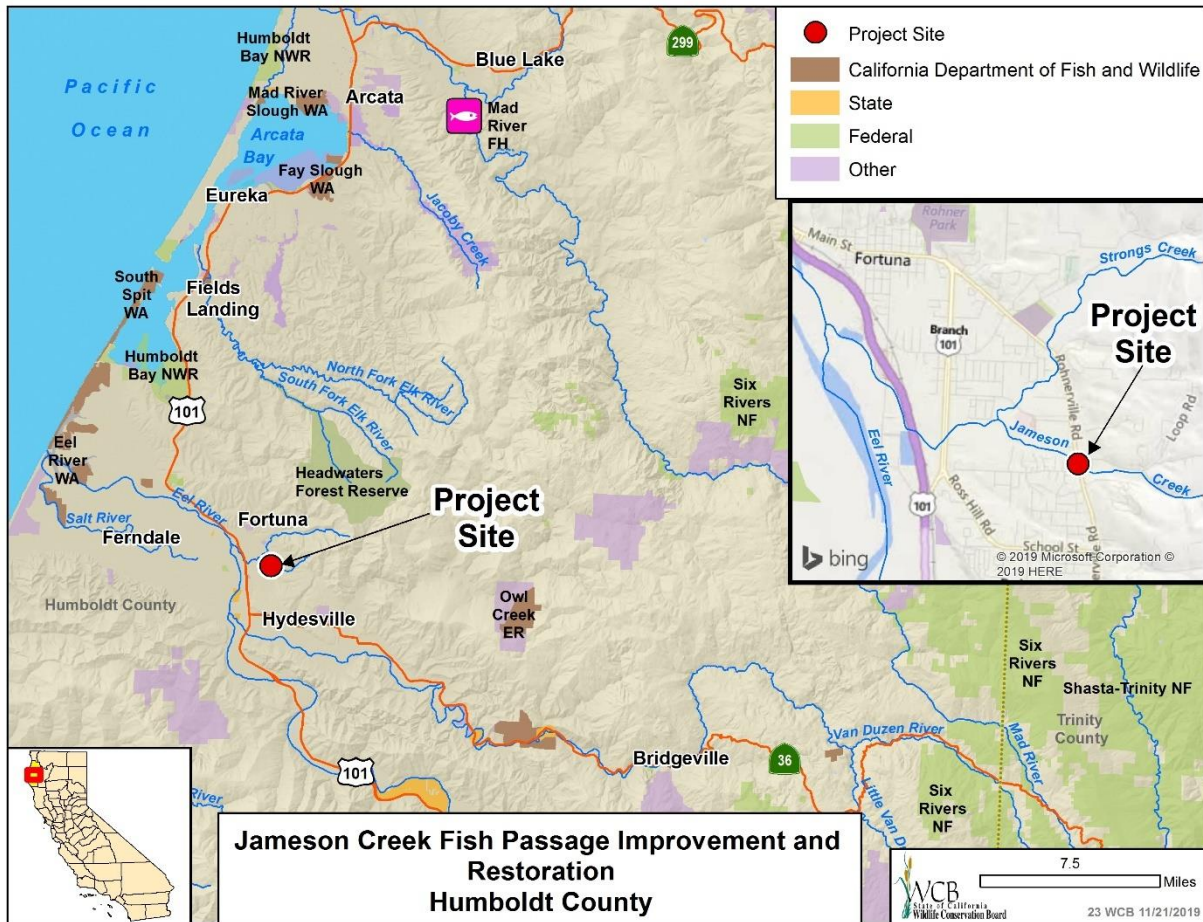 Pacific
Ocean
Humboldt
Bay NWR
Mad River
Slough WA
Arcata
Bay
Arcata
Blue Lake
299
Mad
River
FH
Fay Slough
WA
Eureka
Jacoby Creek
South
Spit
WA
Fields
Landing
Humboldt
Bay NWR
101
North Fork Elk River
South Fork Elk River
Six
Rivers
NF
Eel
River
WA
Headwaters
Forest Reserve
Eel River
Salt River
Ferndale
Fortuna
Project
Site
Humboldt County
Hydesville
Owl
Creek
ER
Six
Rivers
NF
Shasta-Trinity NF
Trinity
County
Van Duzen River
Mad River
Bridgeville
36
101
Little Van D
Six
Rivers
NF
River
Project Site
California Department of Fish and Wildlife
State
Federal
Other
Rohner
Park
Main St
Fortuna
Strongs Creek
Branch
101
Project
Site
Rohnerville Rd
Loop Rd
Jameson
Creek
Eel River
101
Ross Hill Rd
School St
erville Rd
bing
© 2019 Microsoft Corporation ©
2019 HERE
Jameson Creek Fish Passage Improvement and
Restoration
Humboldt County
WCB
State of California
Wildlife Conservation Board
7.5
Miles
23 WCB 11/21/2019